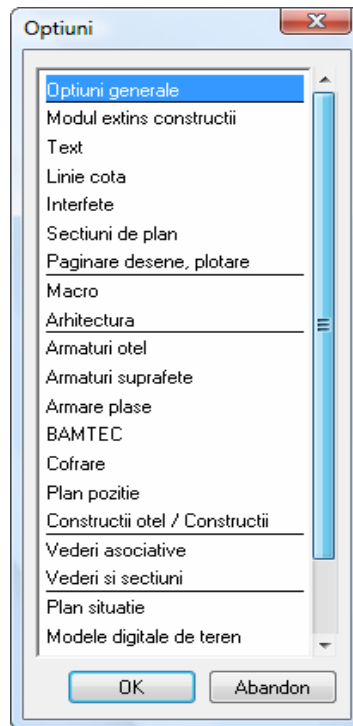 Optiuni
Optiuni generale
Modul extins constructii
Text
Linie cota
Interfete
Sectiuni de plan
Paginare desene, plotare
Macro
Arhitectura
Armaturi otel
Armaturi suprafete
Armare plase
BAMTEC
Cofrare
Plan pozitie
Constructii otel / Constructii
Vederi asociative
Vederi si sectiuni
Plan situatie
Modele digitale de teren
OK Abandon